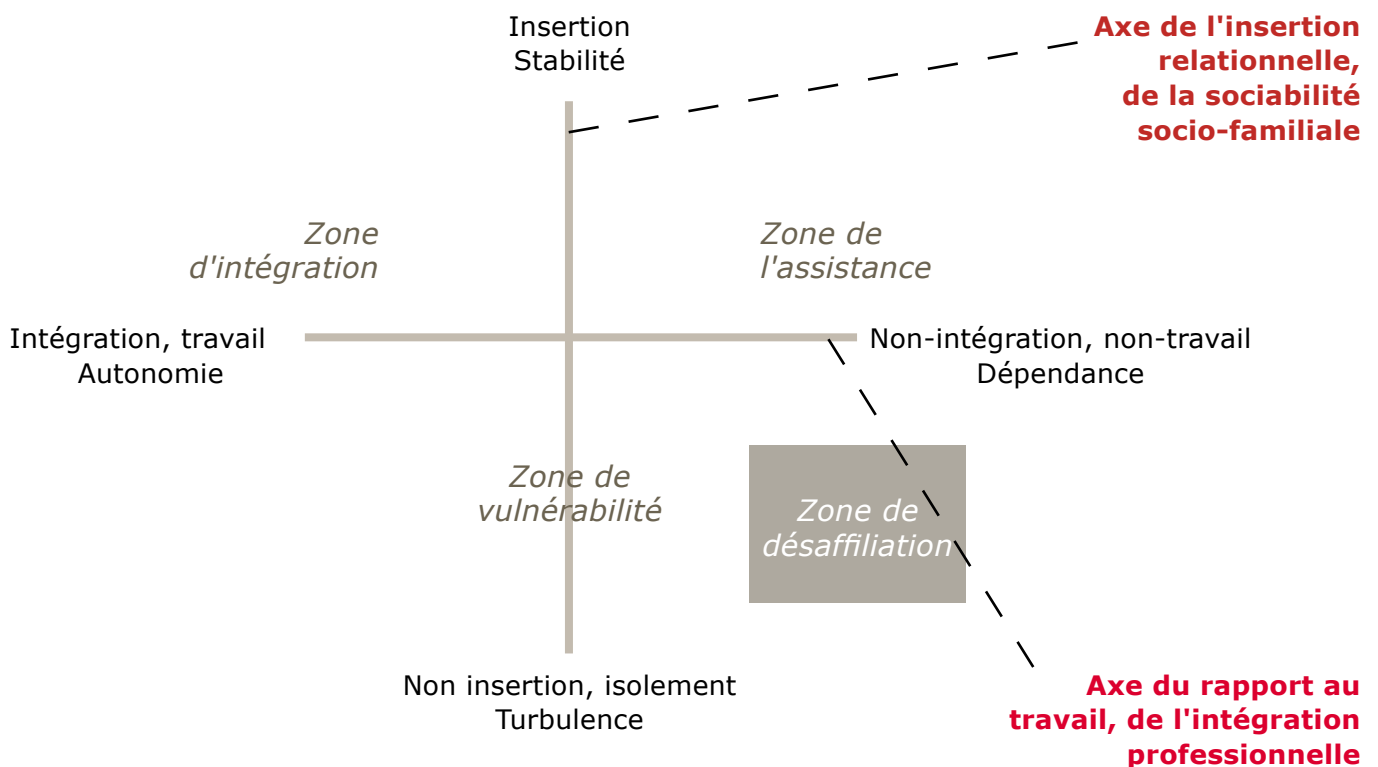 Insertion
Stabilité
Axe de l'insertion
relationnelle,
de la sociabilité
socio-familiale
Zone
d'intégration
Zone de
l'assistance
Intégration, travail
Autonomie
Non-intégration, non-travail
Dépendance
Zone de
vulnérabilité
Zone de
désaffiliation
Non insertion, isolement
Turbulence
Axe du rapport au
travail, de l'intégration
professionnelle